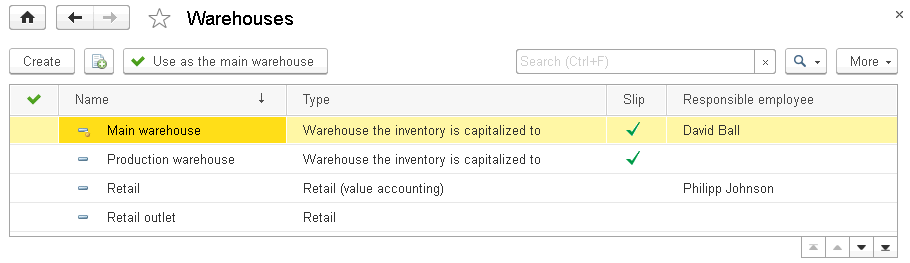 Warehouses
Create Use as the main warehouse Search (Ctrl+F) × More
Name ↓ Type Slip Responsible employee
Main warehouse Warehouse the inventory is capitalized to David Ball
Production warehouse Warehouse the inventory is capitalized to
Retail Retail (value accounting) Philipp Johnson
Retail outlet Retail